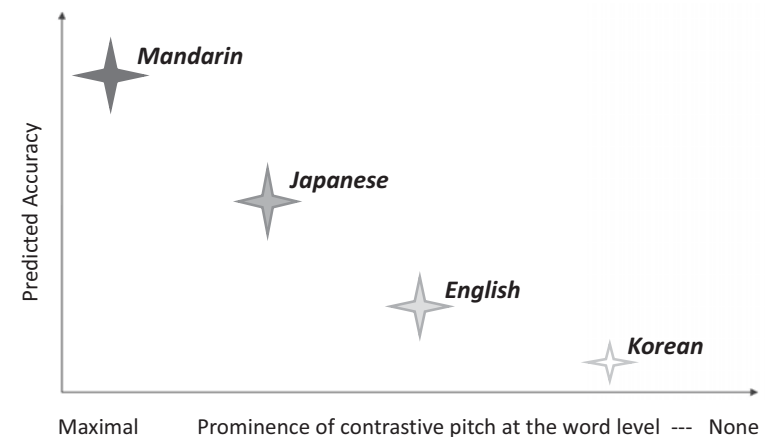 Mandarin
Japanese
English
Korean
Predicted Accuracy
Maximal Prominence of contrastive pitch at the word level --- None